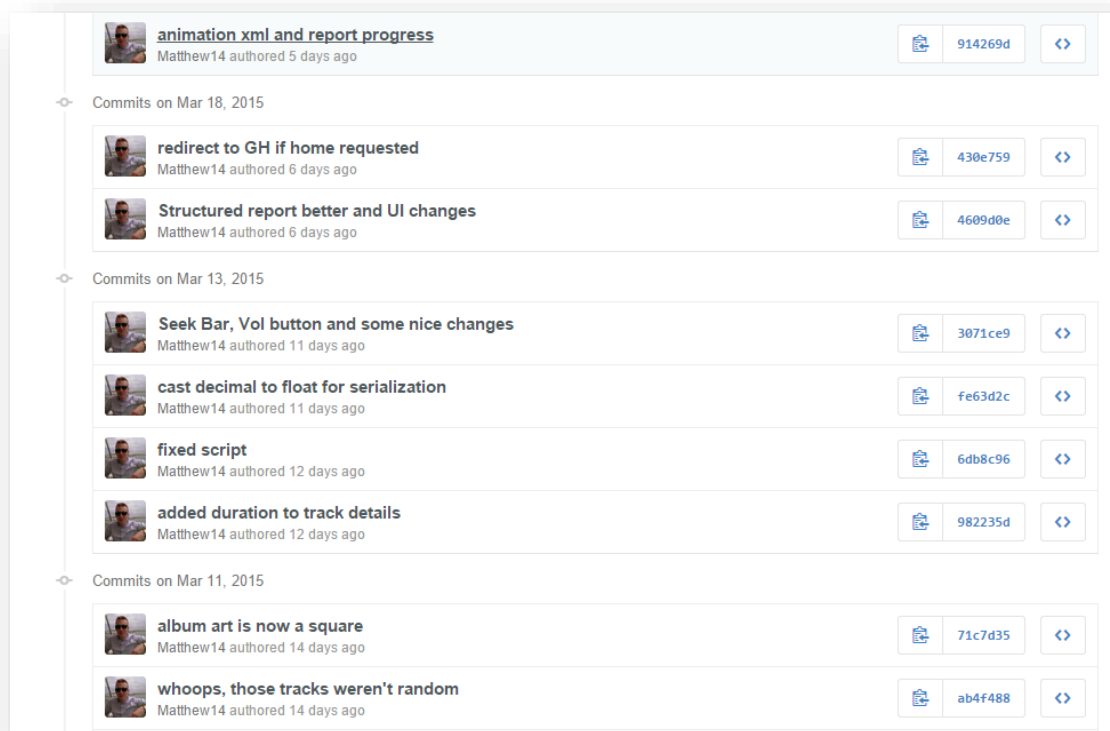 animation xml and report progress
Matthew14 authored 5 days ago
914269d
Commits on Mar 18, 2015
redirect to GH if home requested
Matthew14 authored 6 days ago
430e759
Structured report better and UI changes
Matthew14 authored 6 days ago
4609d0e
Commits on Mar 13, 2015
Seek Bar, Vol button and some nice changes
Matthew14 authored 11 days ago
3071ce9
cast decimal to float for serialization
Matthew14 authored 11 days ago
fe63d2c
fixed script
Matthew14 authored 12 days ago
6db8c96
added duration to track details
Matthew14 authored 12 days ago
982235d
Commits on Mar 11, 2015
album art is now a square
Matthew14 authored 14 days ago
71c7d35
whoops, those tracks weren't random
Matthew14 authored 14 days ago
ab4f488